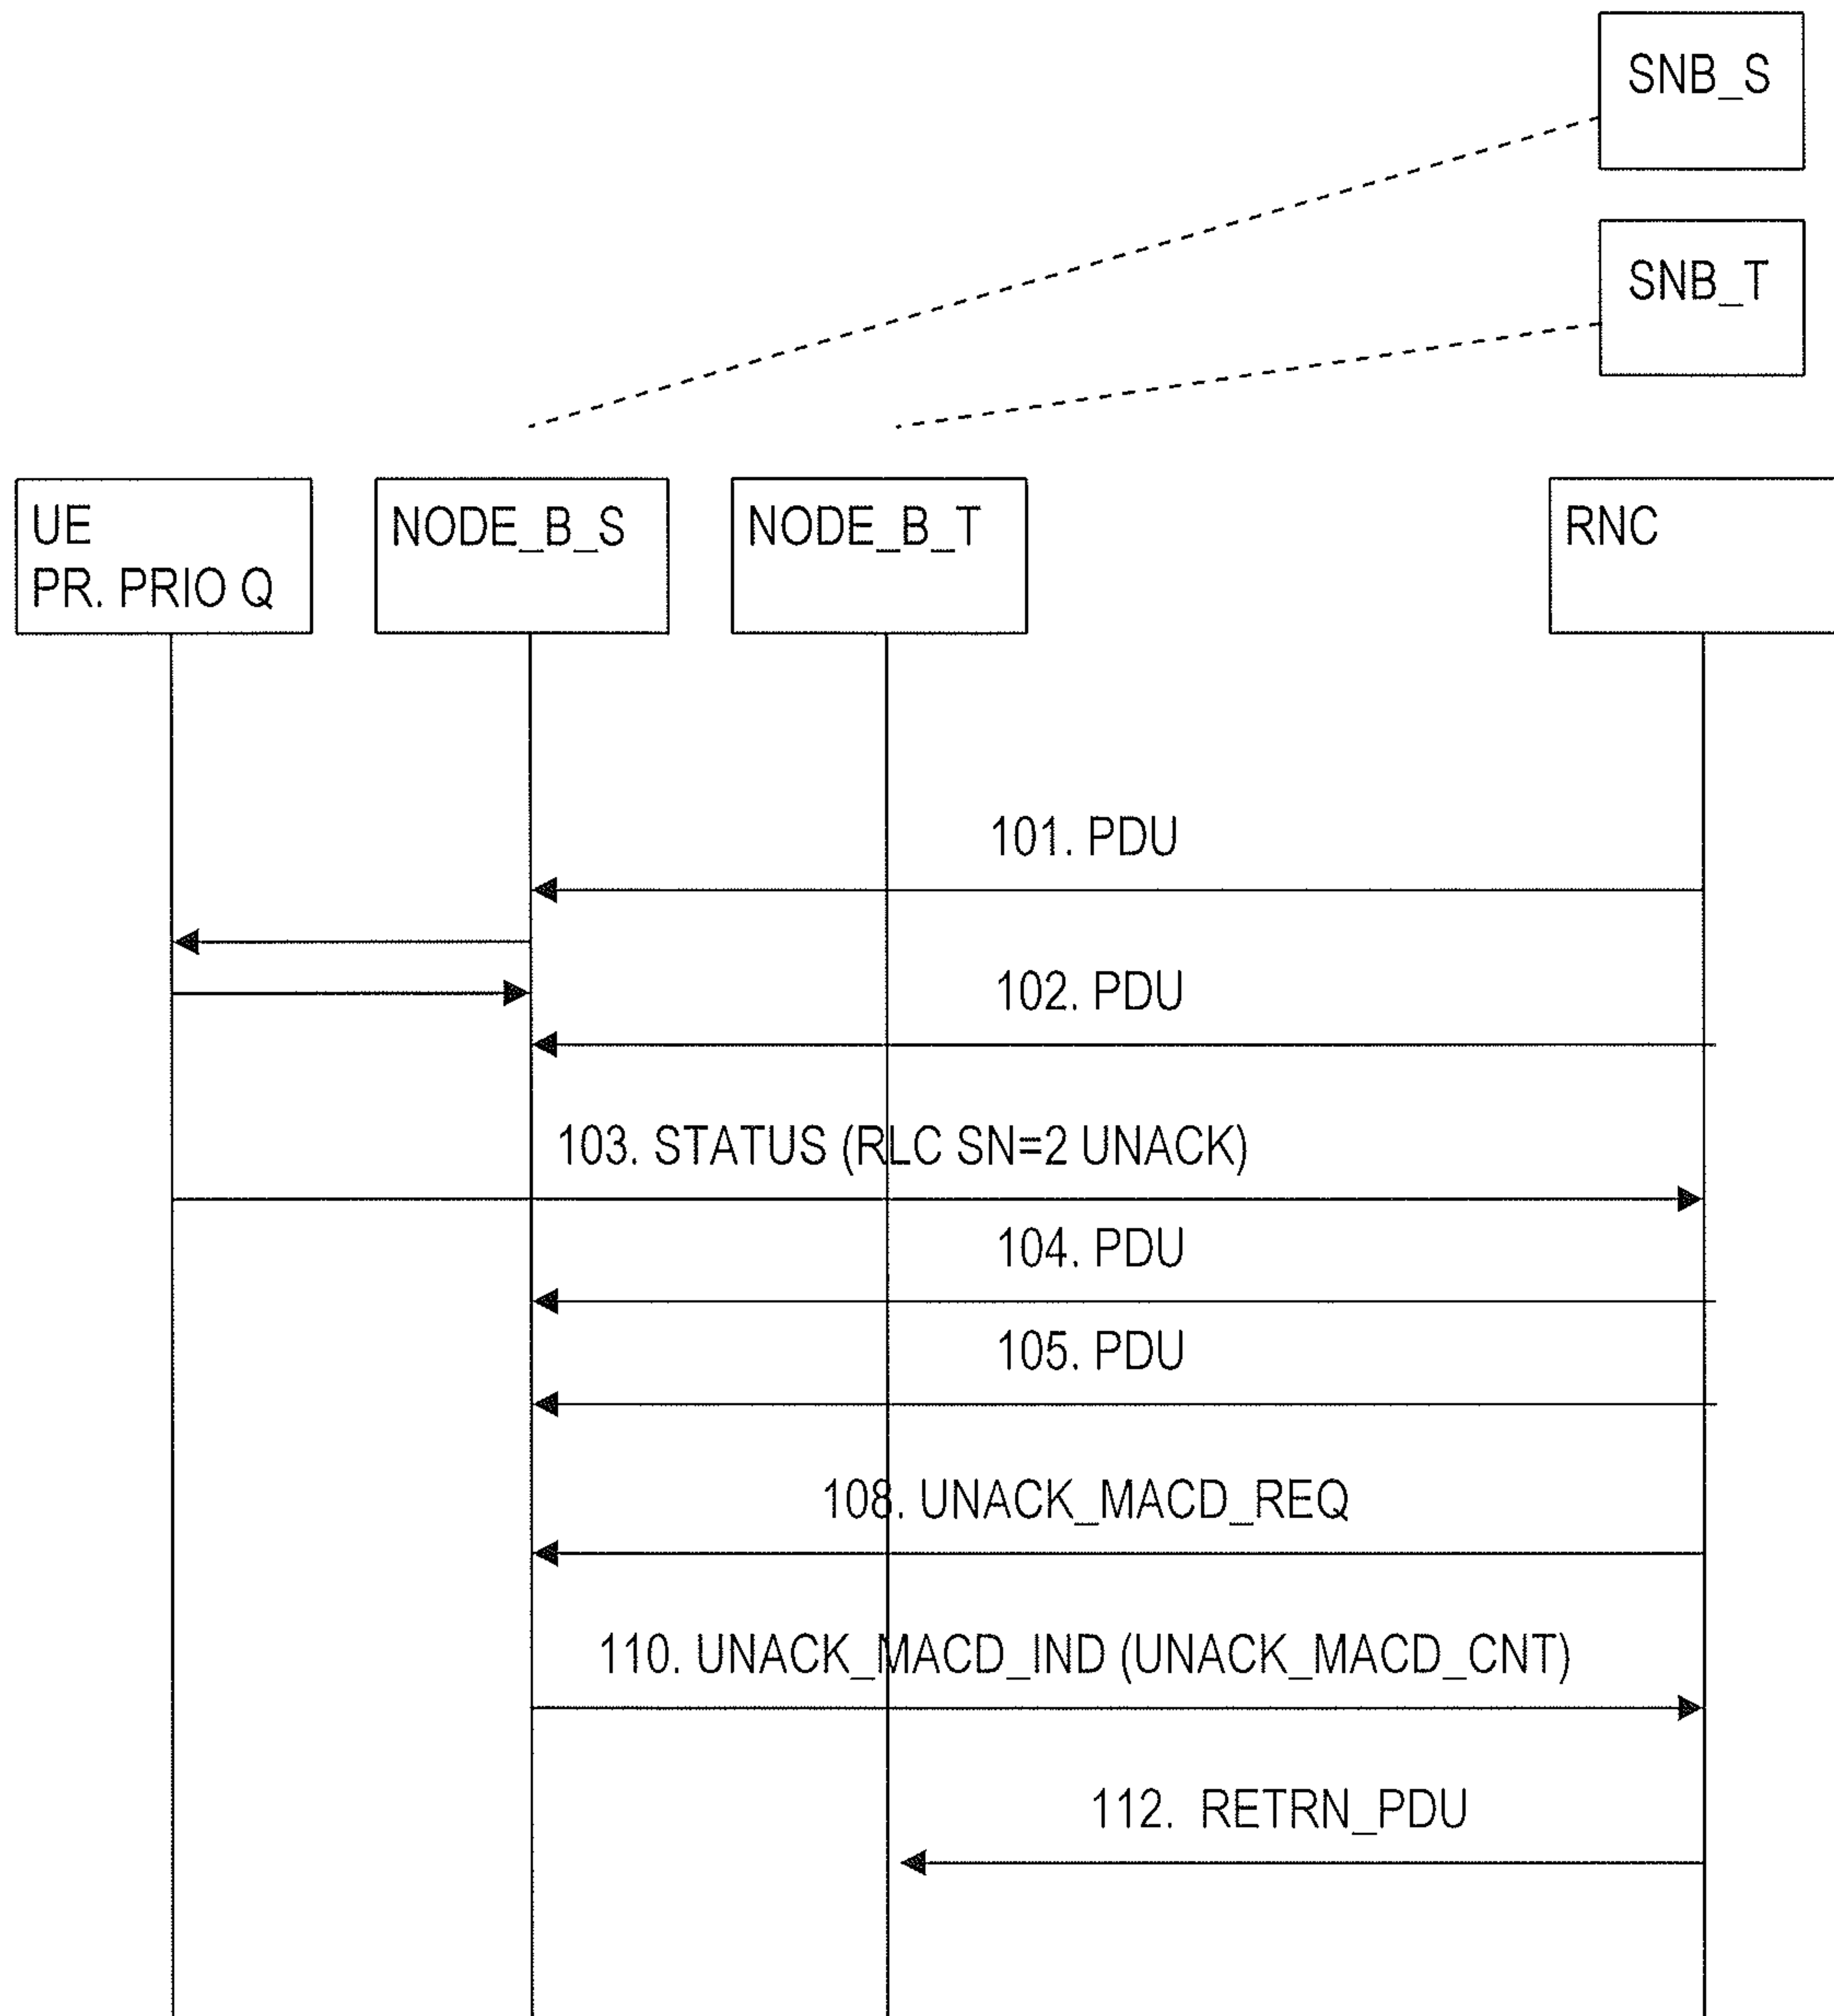 SNB_S
SNB_T
UE
PR. PRIO Q
NODE_B_S
NODE_B_T
RNC
101. PDU
102. PDU
103. STATUS (RLC SN=2 UNACK)
104. PDU
105. PDU
108. UNACK_MACD_REQ
110. UNACK_MACD_IND (UNACK_MACD_CNT)
112. RETRN_PDU